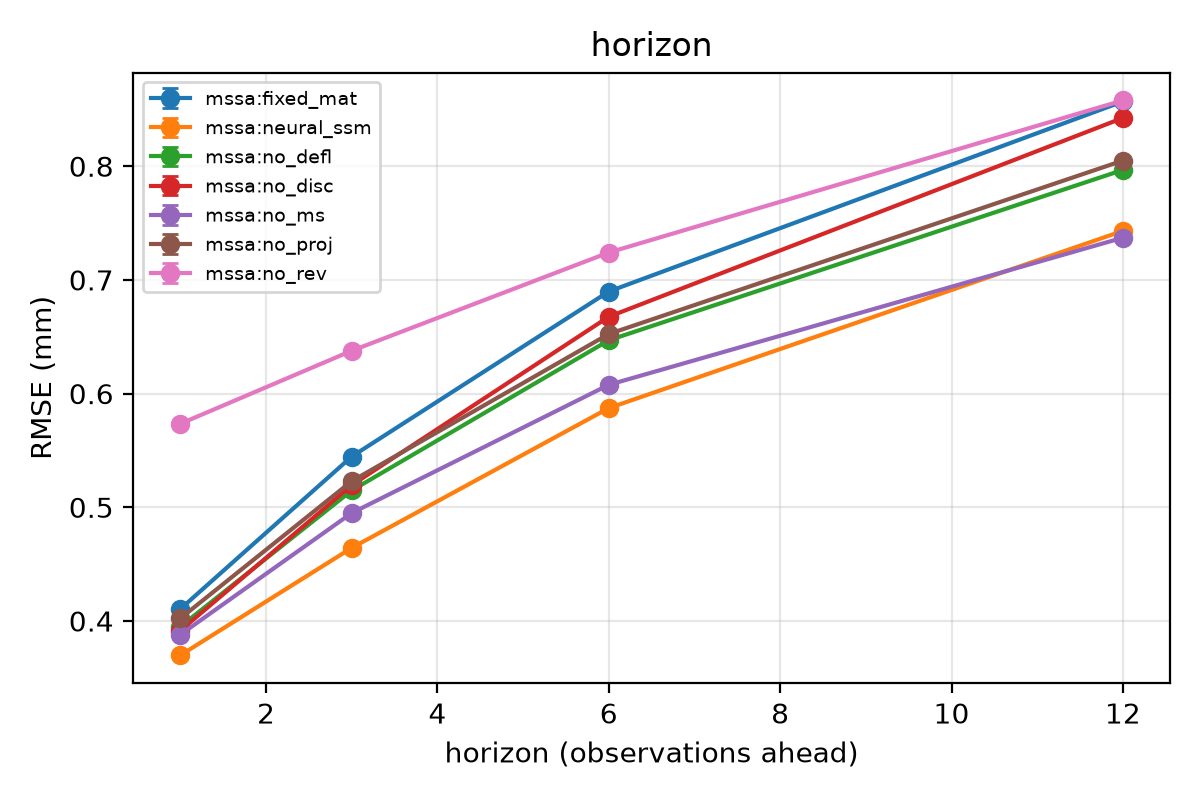 horizon
mssa:fixed_mat
mssa:neural_ssm
mssa:no_defl
mssa:no_disc
mssa:no_ms
mssa:no_proj
mssa:no_rev
RMSE (mm)
0.8
0.7
0.6
0.5
0.4
2 4 6 8 10 12
horizon (observations ahead)